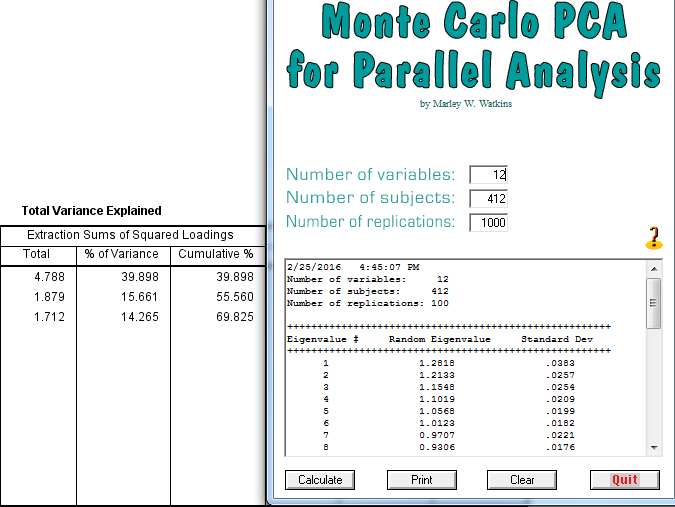 Monte Carlo PCA
for Parallel Analysis
by Marley W. Watkins
Number of variables: 12
Number of subjects: 412
Number of replications: 1000
?
Total Variance Explained
Extraction Sums of Squared Loadings
Total % of Variance Cumulative %
4.788 39.898 39.898
1.879 15.661 55.560
1.712 14.265 69.825
2/25/2016 4:45:07 PM
Number of variables: 12
Number of subjects: 412
Number of replications: 100
++++++++++++++++++++++++++++++++++++++++++++++++++++++
Eigenvalue # Random Eigenvalue Standard Dev
++++++++++++++++++++++++++++++++++++++++++++++++++++++
1 1.2818 .0383
2 1.2133 .0257
3 1.1548 .0254
4 1.1019 .0209
5 1.0568 .0199
6 1.0123 .0182
7 0.9707 .0221
8 0.9306 .0176
Calculate Print Clear Quit